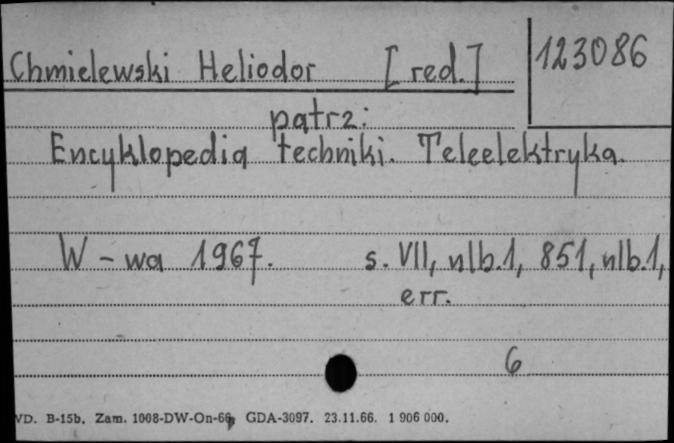 Chmielewski Heliodor [red.] 123086
patrz:
Encyklopedia techniki. Teleelektryka.
W-wa 1967. s. VII, nlb.1, 851, nlb.1,
err.
6
VD. B-15b. Zam. 1008-DW-On-66, GDA-3097. 23.11.66. 1 906 000.